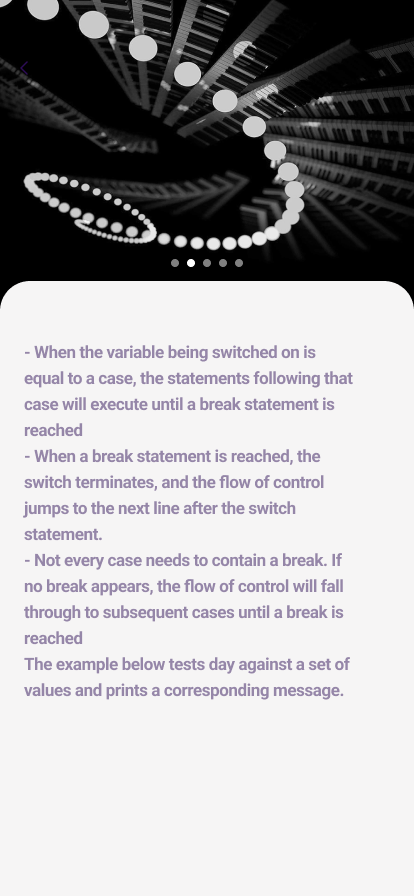 - When the variable being switched on is
equal to a case, the statements following that
case will execute until a break statement is
reached
- When a break statement is reached, the
switch terminates, and the flow of control
jumps to the next line after the switch
statement.
- Not every case needs to contain a break. If
no break appears, the flow of control will fall
through to subsequent cases until a break is
reached
The example below tests day against a set of
values and prints a corresponding message.